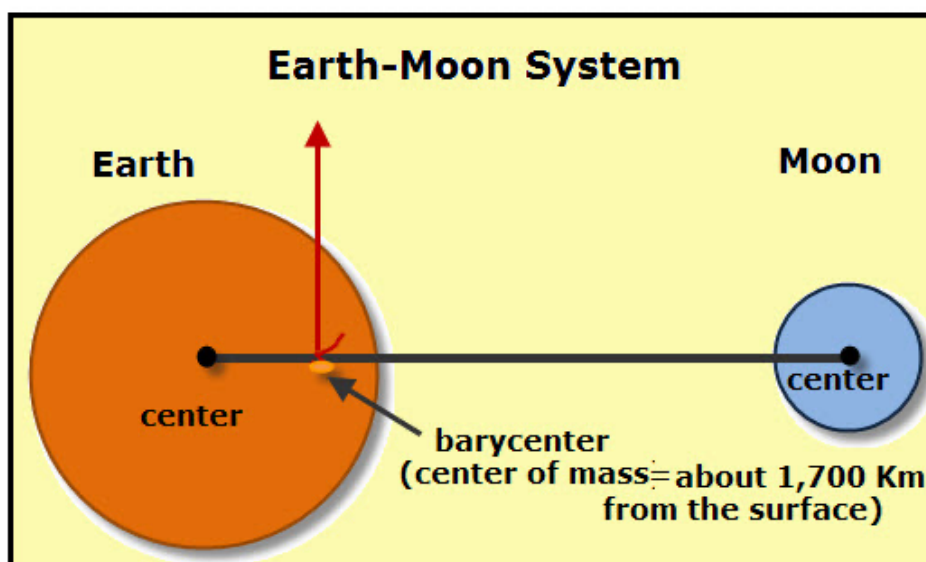 Earth-Moon System
Earth
Moon
center
center
barycenter
(center of mass = about 1,700 Km
from the surface)